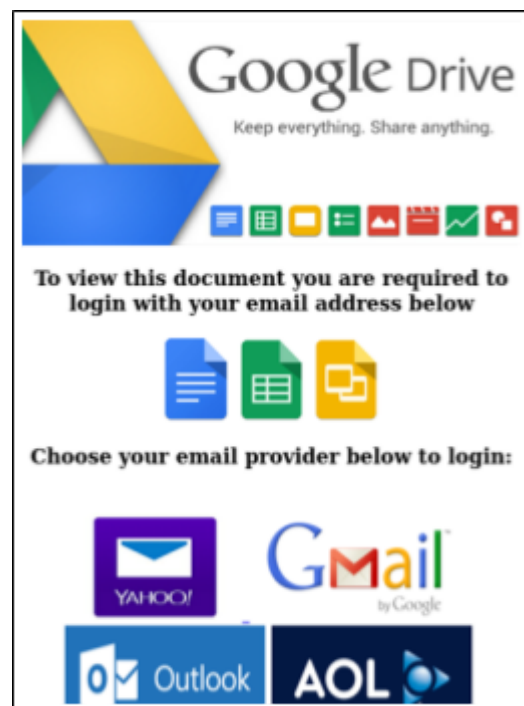 Google Drive
Keep everything. Share anything.
To view this document you are required to
login with your email address below
Choose your email provider below to login:
YAHOO!
Gmail™
by Google
Outlook
AOL